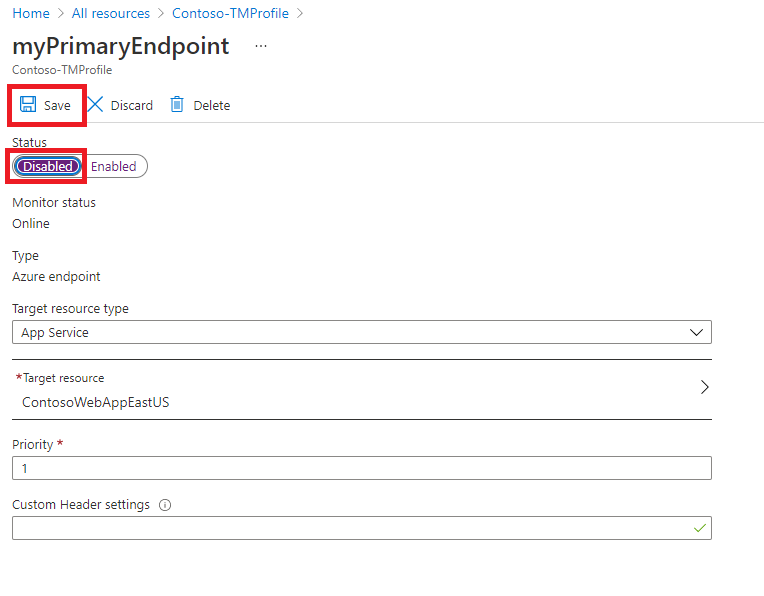 Home > All resources > Contoso-TMProfile >
myPrimaryEndpoint ...
Contoso-TMProfile
Save Discard Delete
Status
Disabled Enabled
Monitor status
Online
Type
Azure endpoint
Target resource type
App Service
*Target resource
ContosoWebAppEastUS
Priority *
1
Custom Header settings